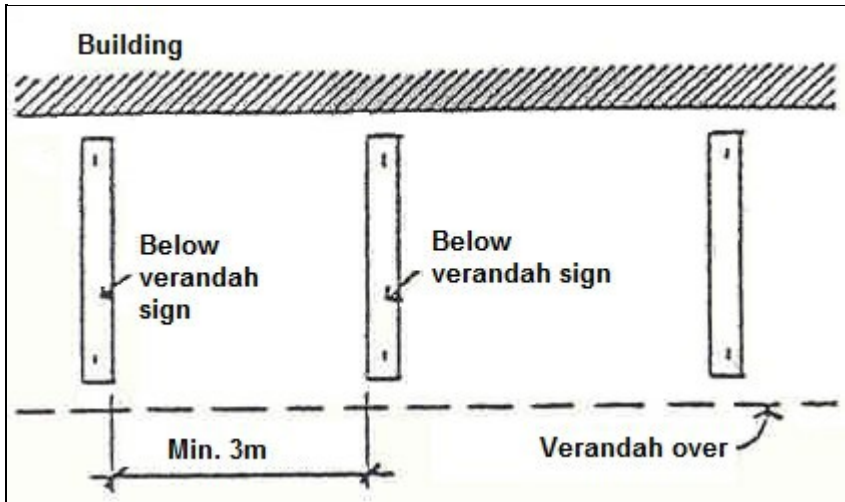 Building
Below
verandah
sign
Below
verandah sign
Min. 3m
Verandah over